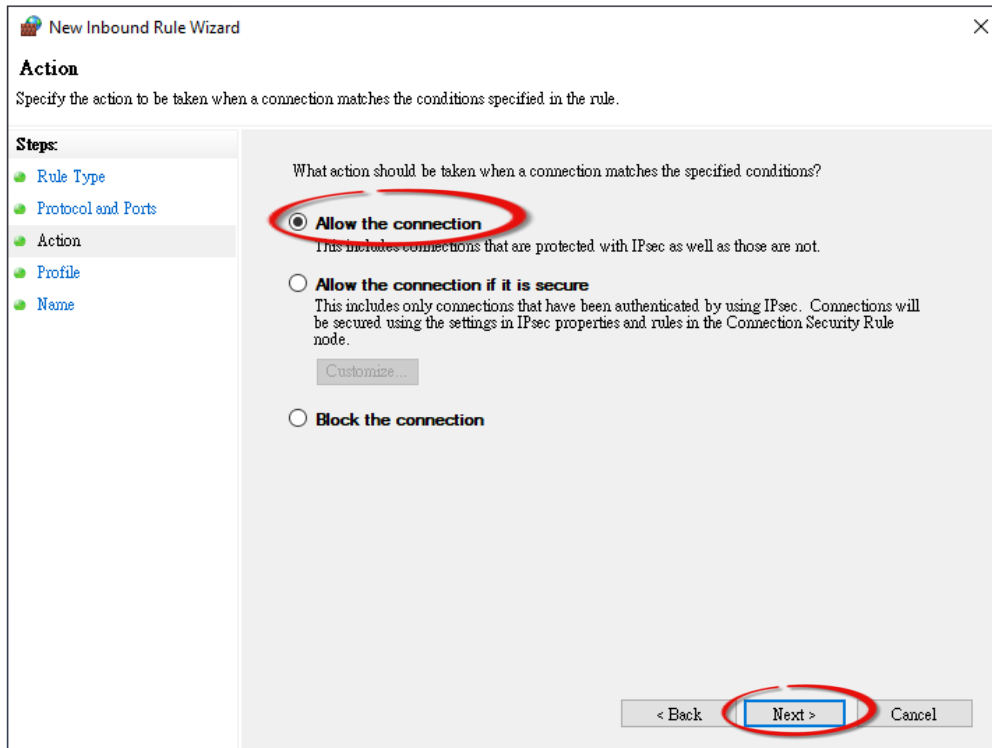 New Inbound Rule Wizard
Action
Specify the action to be taken when a connection matches the conditions specified in the rule.
Steps:
Rule Type
Protocol and Ports
Action
Profile
Name
What action should be taken when a connection matches the specified conditions?
Allow the connection
This includes connections that are protected with IPsec as well as those are not.
Allow the connection if it is secure
This includes only connections that have been authenticated by using IPsec. Connections will
be secured using the settings in IPsec properties and rules in the Connection Security Rule
node.
Customize...
Block the connection
< Back
Next >
Cancel